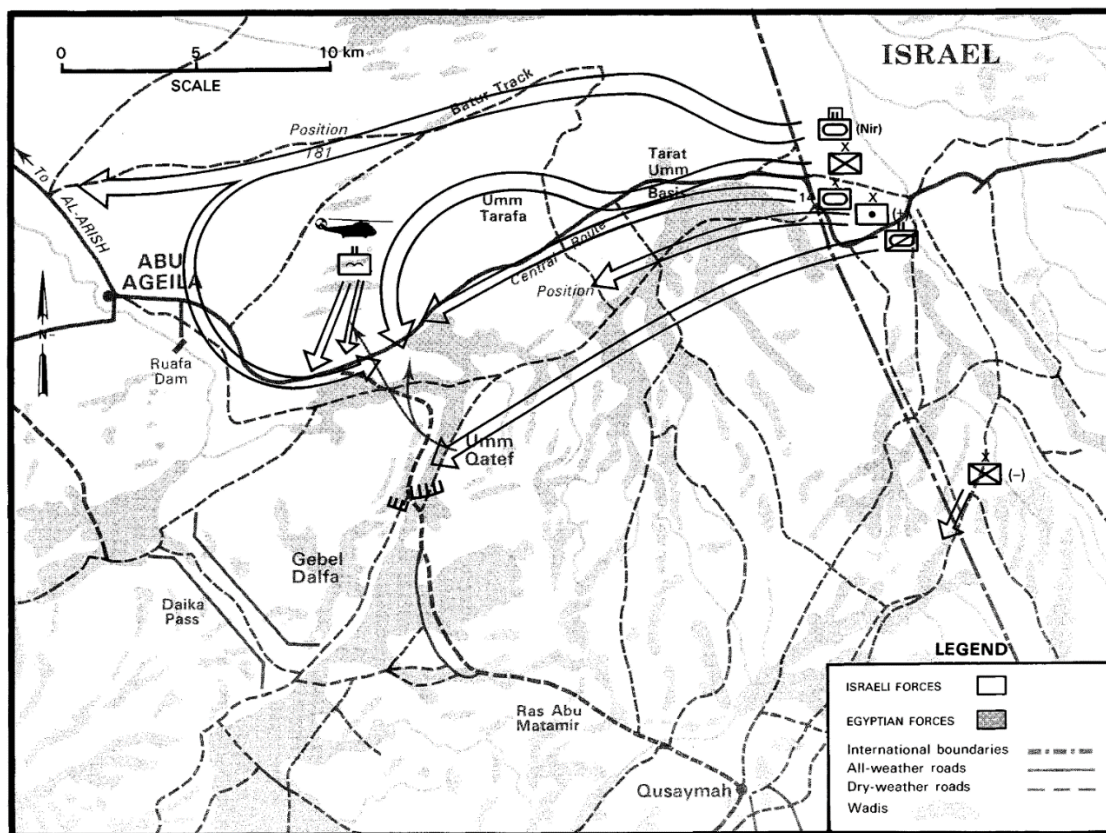 ISRAEL
0 5 10 km
SCALE
Batur Track
Position
181
To
AL-ARISH
(Nir)
X
Tarat
Umm
Basis
X
14
X
(+)
Umm
Tarafa
Central Route
Position
ABU
AGEILA
N
Ruafa
Dam
Umm
Qatef
X
(–)
Gebel
Dalfa
Daika
Pass
Ras Abu
Matamir
Qusaymah
LEGEND
ISRAELI FORCES
EGYPTIAN FORCES
International boundaries
All-weather roads
Dry-weather roads
Wadis